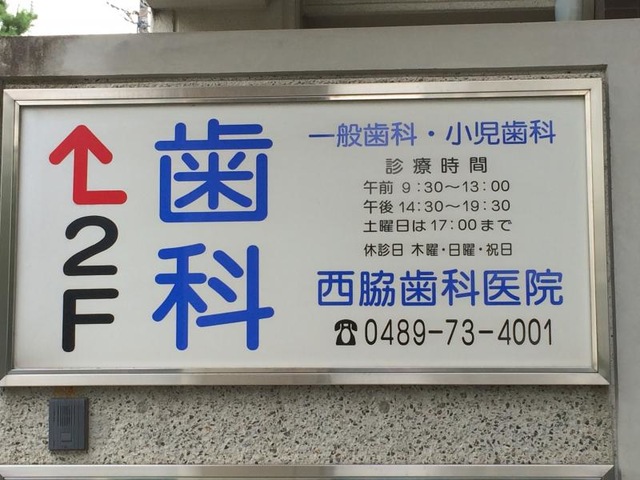 2F
歯科
一般歯科・小児歯科
診療時間
午前 9:30～13:00
午後 14:30～19:30
土曜日は17:00まで
休診日 木曜・日曜・祝日
西脇歯科医院
☎0489-73-4001